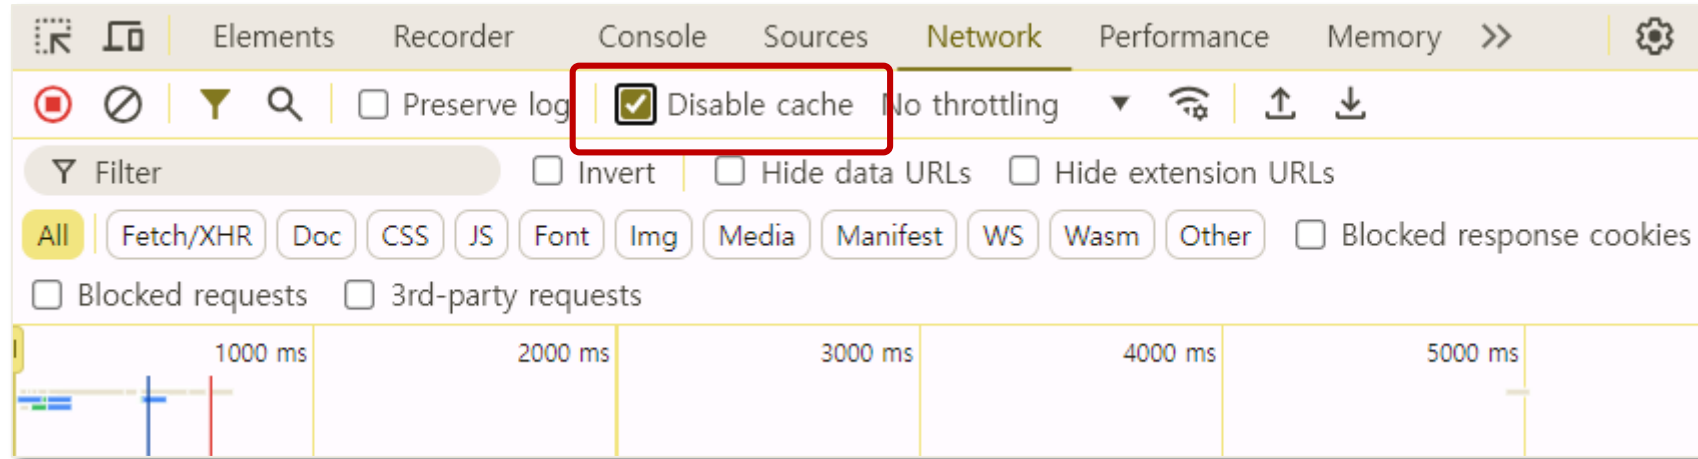 Elements Recorder Console Sources Network Performance Memory
Preserve log Disable cache No throttling
Filter Invert Hide data URLs Hide extension URLs
All Fetch/XHR Doc CSS JS Font Img Media Manifest WS Wasm Other Blocked response cookies
Blocked requests 3rd-party requests
1000 ms 2000 ms 3000 ms 4000 ms 5000 ms